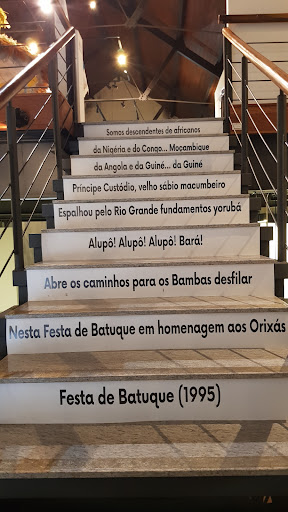 Somos descendentes de africanos
da Nigéria e do Congo... Moçambique
da Angola e da Guiné... da Guiné
Príncipe Custódio, velho sábio macumbeiro
Espalhou pelo Rio Grande fundamentos yorubá
Alupô! Alupô! Alupô! Bará!
Abre os caminhos para os Bambas desfilar
Nesta Festa de Batuque em homenagem aos Orixás
Festa de Batuque (1995)